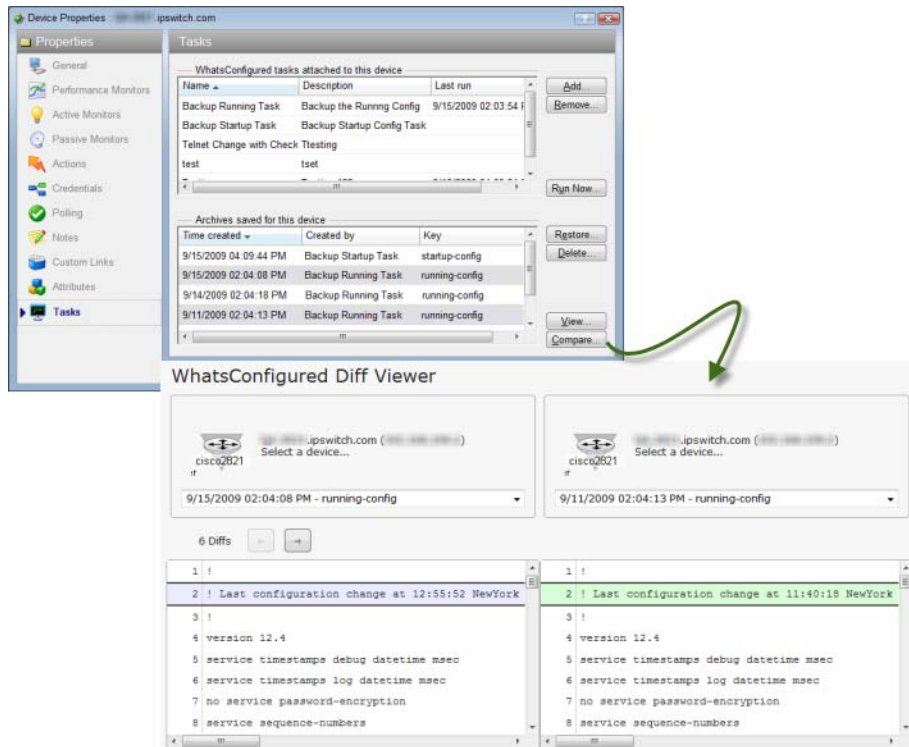 Device Properties : .ipswitch.com
Properties
General
Performance Monitors
Active Monitors
Passive Monitors
Actions
Credentials
Polling
Notes
Custom Links
Attributes
Tasks
Tasks
WhatsConfigured tasks attached to this device
Name Description Last run
Backup Running Task Backup the Runnng Config 9/15/2009 02:03:54
Backup Startup Task Backup Startup Config Task
Telnet Change with Check Ttesting
test tset
Add...
Remove...
Run Now...
Archives saved for this device
Time created Created by Key
9/15/2009 04:09:44 PM Backup Startup Task startup-config
9/15/2009 02:04:08 PM Backup Running Task running-config
9/14/2009 02:04:18 PM Backup Running Task running-config
9/11/2009 02:04:13 PM Backup Running Task running-config
Restore...
Delete...
View...
Compare...
WhatsConfigured Diff Viewer
.ipswitch.com ( )
Select a device...
cisco2821
9/15/2009 02:04:08 PM - running-config
.ipswitch.com ( )
Select a device...
cisco2821
9/11/2009 02:04:13 PM - running-config
6 Diffs
1 !
2 ! Last configuration change at 12:55:52 NewYork
3 !
4 version 12.4
5 service timestamps debug datetime msec
6 service timestamps log datetime msec
7 no service password-encryption
8 service sequence-numbers
1 !
2 ! Last configuration change at 11:40:18 NewYork
3 !
4 version 12.4
5 service timestamps debug datetime msec
6 service timestamps log datetime msec
7 no service password-encryption
8 service sequence-numbers